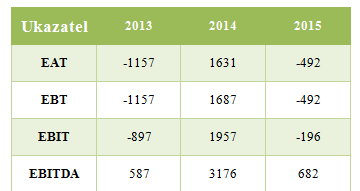 Ukazatel 2013 2014 2015
EAT -1157 1631 -492
EBT -1157 1687 -492
EBIT -897 1957 -196
EBITDA 587 3176 682